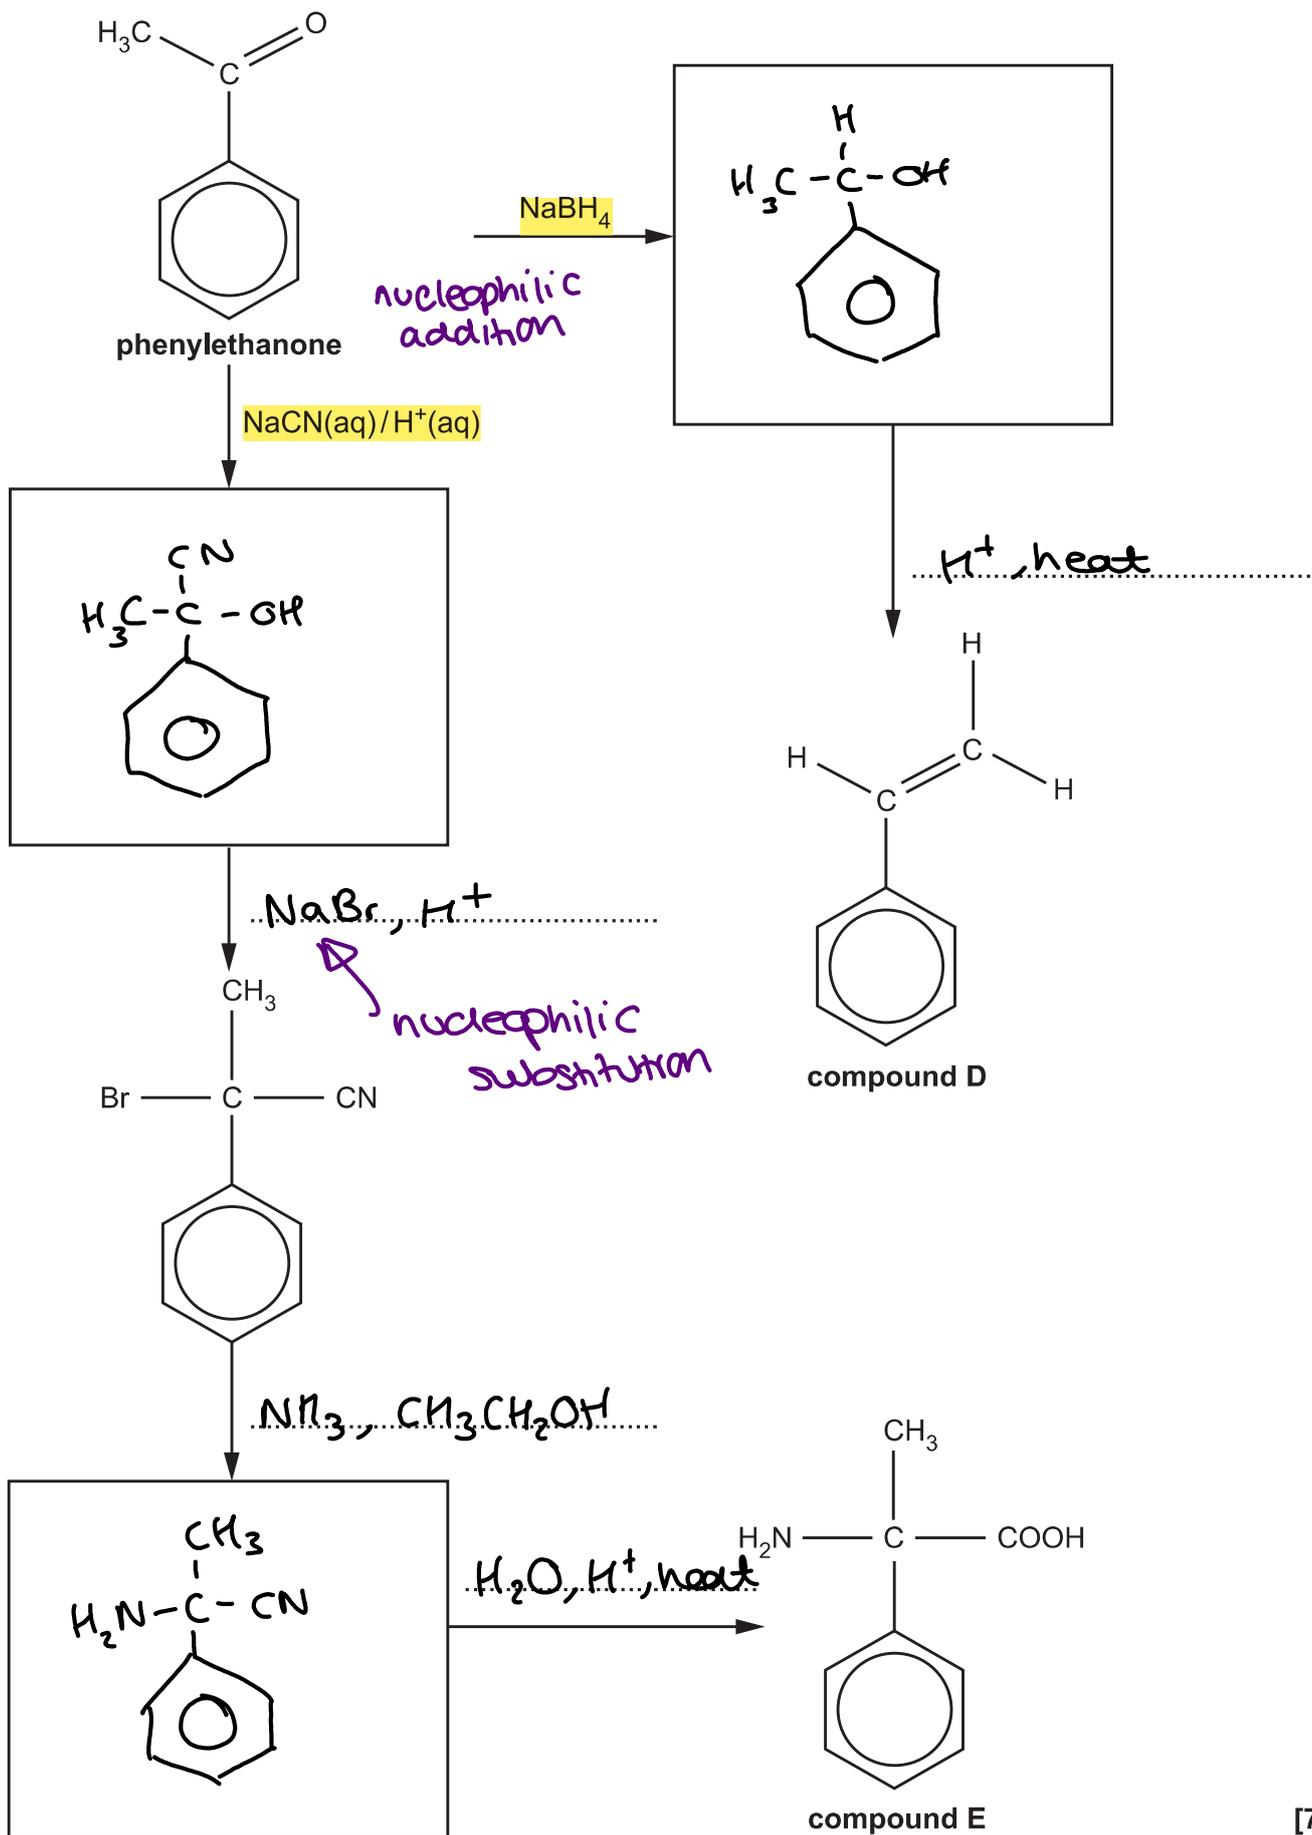 H₃C
O
C
phenylethanone
NaBH₄
nucleophilic
addition
H
H₃C - C - OH
NaCN(aq) / H⁺(aq)
CN
H₃C - C - OH
H⁺, heat
H
H
C
C
H
compound D
NaBr, H⁺
nucleophilic
substitution
CH₃
Br
C
CN
NH₃, CH₃CH₂OH
CH₃
H₂N - C - CN
H₂O, H⁺, heat
CH₃
H₂N
C
COOH
compound E
[7